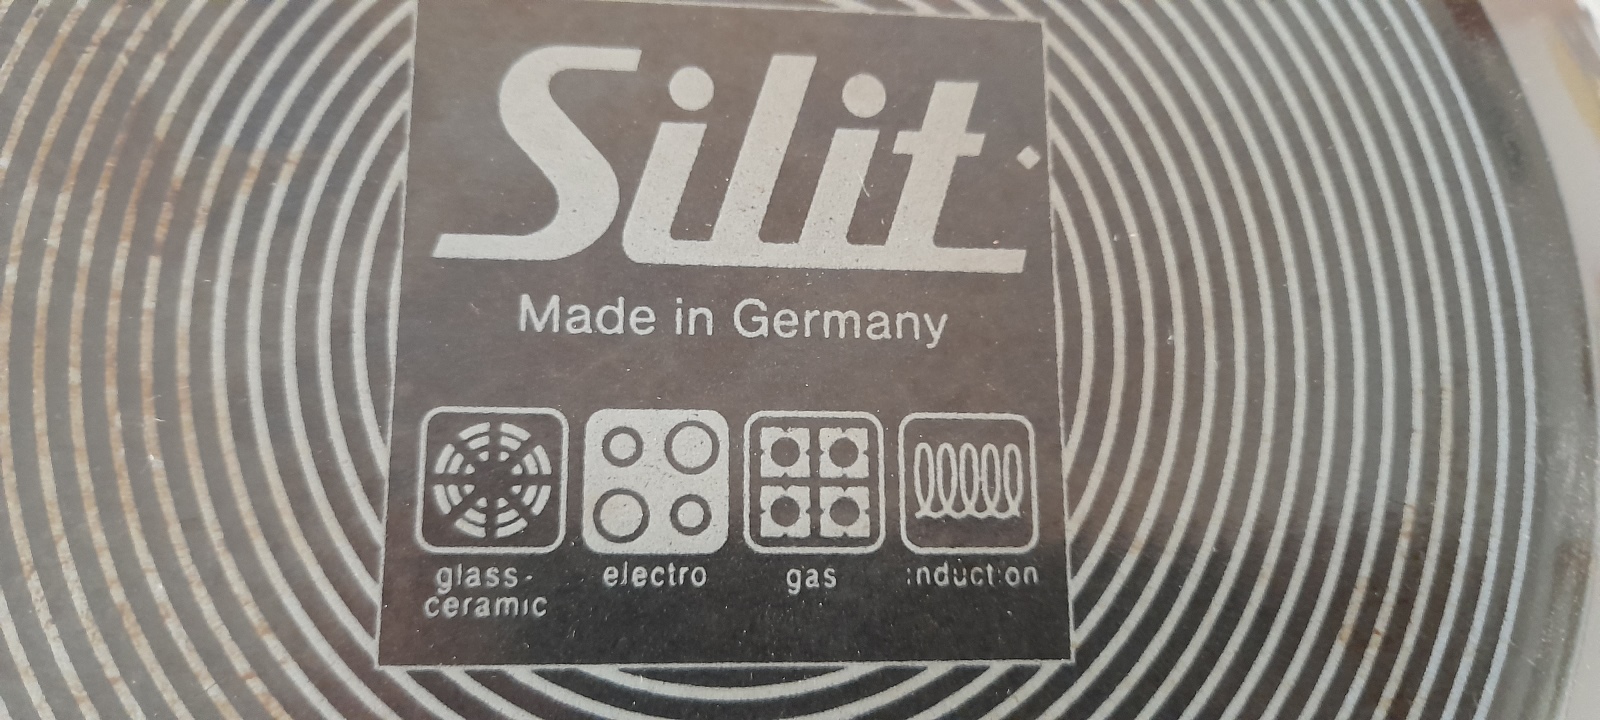 Silit
Made in Germany
glass-
ceramic
electro
gas
induction